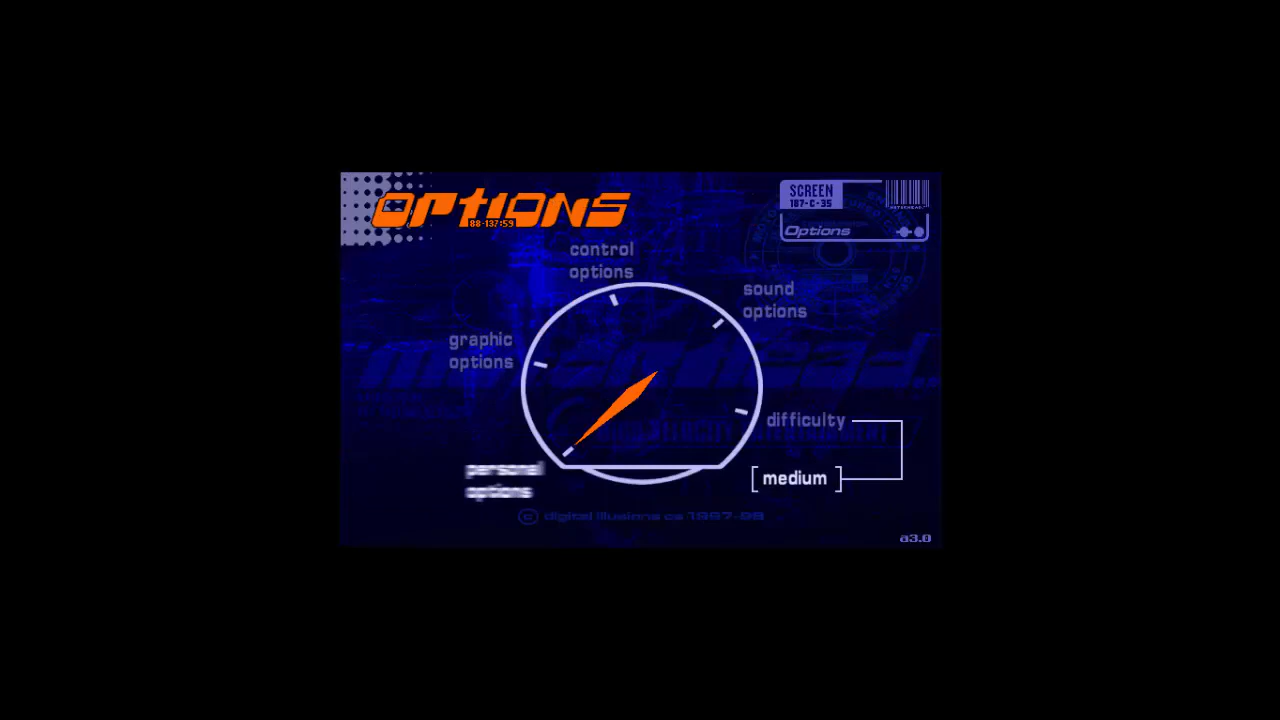 OPTIONS
88-137:59
SCREEN
187-C-35
Options
control
options
sound
options
graphic
options
difficulty
[medium]
personal
options
© digital illusions ce 1997-99
a3.0